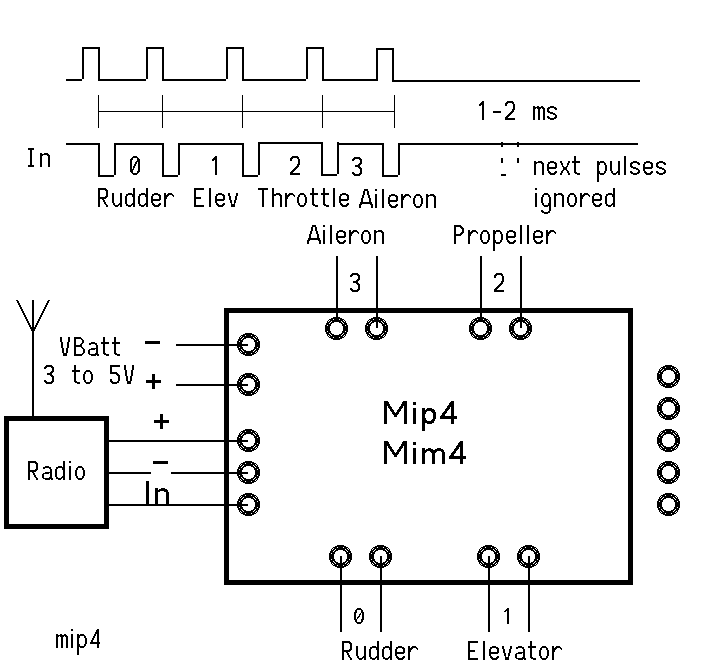 1-2 ms
In 0 1 2 3 next pulses
Rudder Elev Throttle Aileron ignored
Aileron Propeller
3 2
VBatt -
3 to 5V +
+
Mip4
Mim4
Radio -
In
0 1
mip4 Rudder Elevator